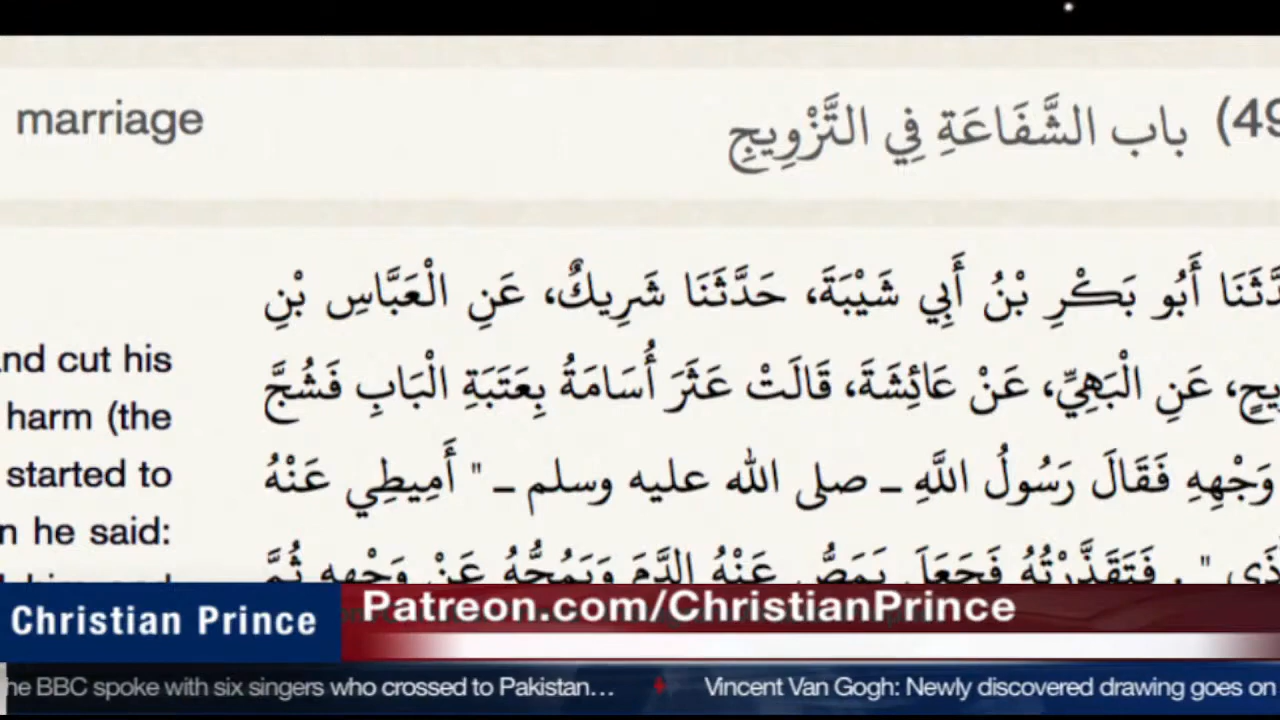 marriage
باب الشَّفَاعَةِ فِي التَّزْوِيجِ
أَبُو بَكْرِ بْنُ أَبِي شَيْبَةَ، حَدَّثَنَا شَرِيكٌ، عَنِ الْعَبَّاسِ بْنِ
عَنِ الْبَهِيِّ، عَنْ عَائِشَةَ، قَالَتْ عَثَرَ أُسَامَةُ بِعَتَبَةِ الْبَابِ فَشُجَّ
وَجْهِهِ فَقَالَ رَسُولُ اللَّهِ ـ صلى الله عليه وسلم ـ " أَمِيطِي عَنْهُ
" . فَتَقَذَّرْتُهُ فَجَعَلَ يَمَصُّ عَنْهُ الدَّمَ وَيَمُجُّهُ عَنْ وَجْهِهِ ثُمَّ
cut his
harm (the
started to
he said:
Christian Prince
Patreon.com/ChristianPrince
he BBC spoke with six singers who crossed to Pakistan...
Vincent Van Gogh: Newly discovered drawing goes on